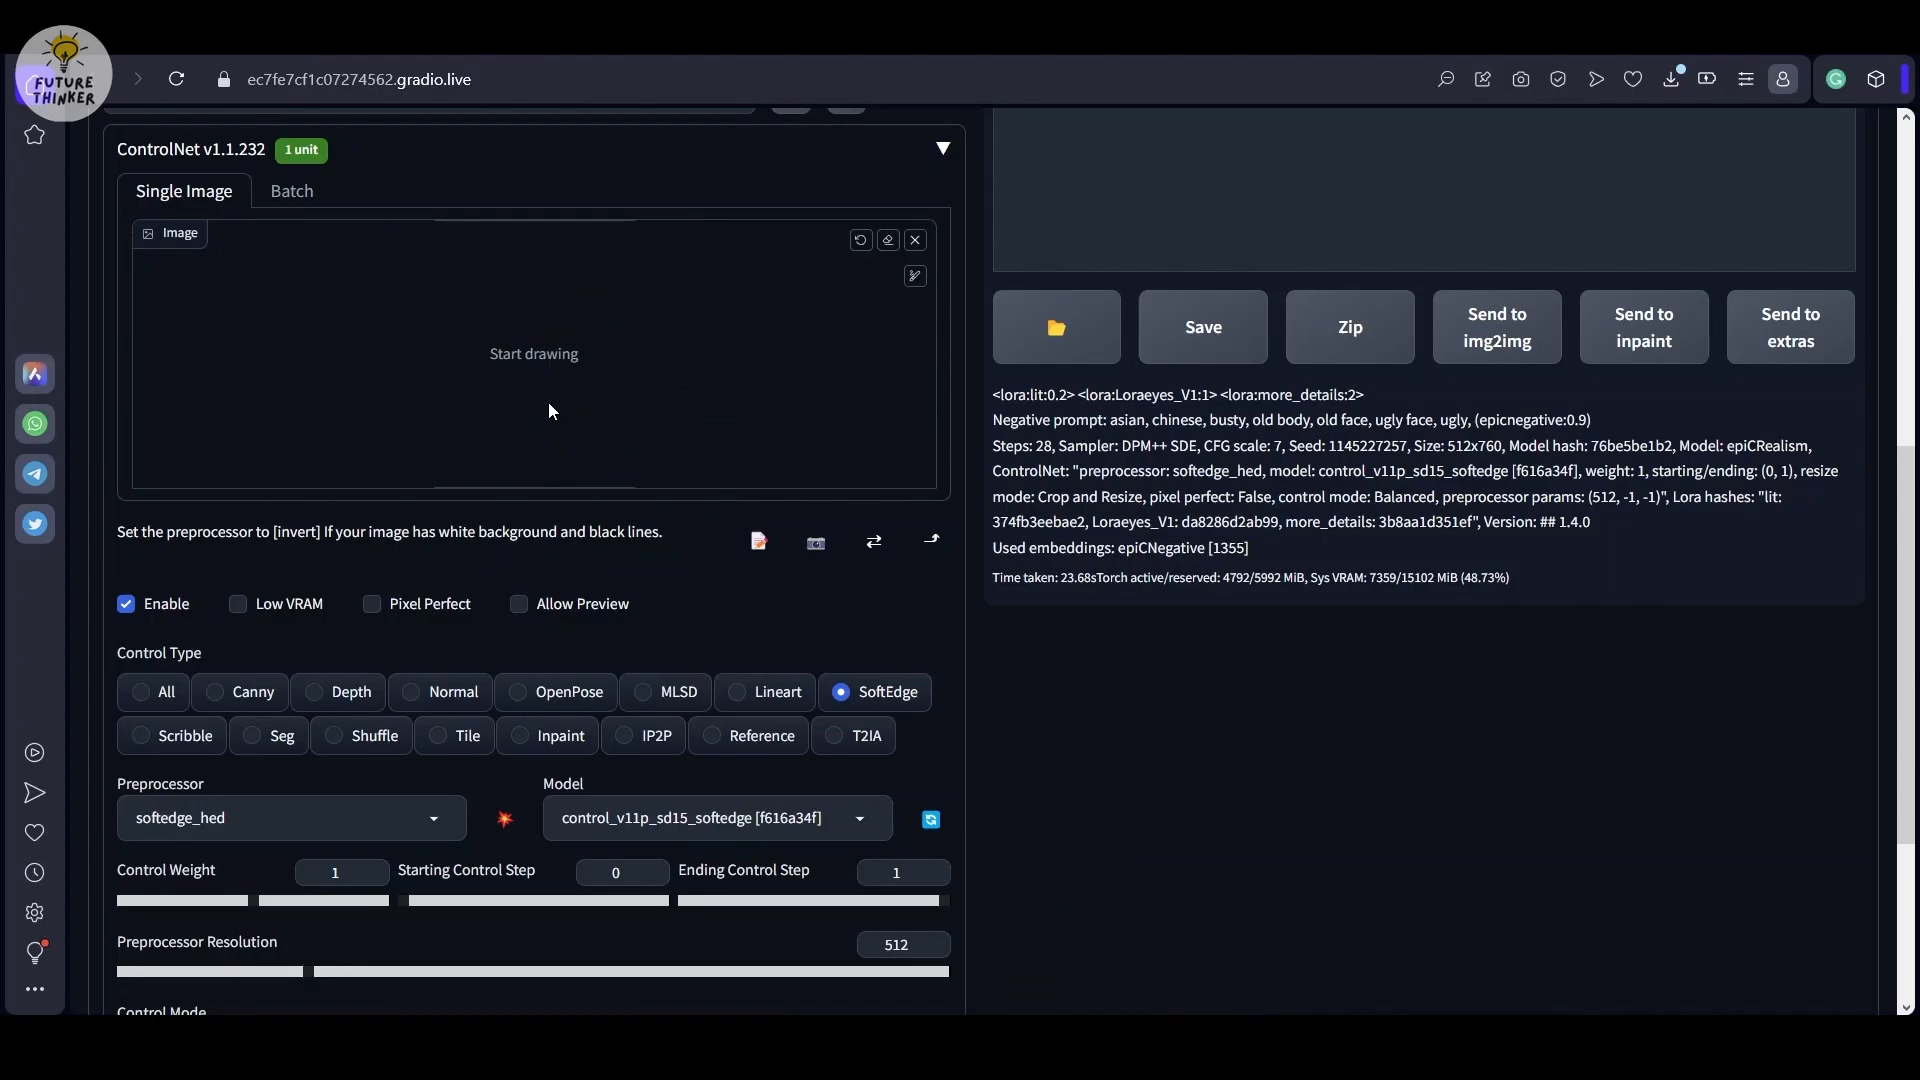 FUTURE
THINKER
ec7fe7cf1c07274562.gradio.live
ControlNet v1.1.232
1 unit
Single Image
Batch
Image
Start drawing
Set the preprocessor to [invert] If your image has white background and black lines.
Enable
Low VRAM
Pixel Perfect
Allow Preview
Control Type
All
Canny
Depth
Normal
OpenPose
MLSD
Lineart
SoftEdge
Scribble
Seg
Shuffle
Tile
Inpaint
IP2P
Reference
T2IA
Preprocessor
Model
softedge_hed
control_v11p_sd15_softedge [f616a34f]
Control Weight
1
Starting Control Step
0
Ending Control Step
1
Preprocessor Resolution
512
Control Mode
Save
Zip
Send to
img2img
Send to
inpaint
Send to
extras
<lora:lit:0.2> <lora:Loraeyes_V1:1> <lora:more_details:2>
Negative prompt: asian, chinese, busty, old body, old face, ugly face, ugly, (epicnegative:0.9)
Steps: 28, Sampler: DPM++ SDE, CFG scale: 7, Seed: 1145227257, Size: 512x760, Model hash: 76be5be1b2, Model: epiCRealism,
ControlNet: "preprocessor: softedge_hed, model: control_v11p_sd15_softedge [f616a34f], weight: 1, starting/ending: (0, 1), resize
mode: Crop and Resize, pixel perfect: False, control mode: Balanced, preprocessor params: (512, -1, -1)", Lora hashes: "lit:
374fb3eebae2, Loraeyes_V1: da8286d2ab99, more_details: 3b8aa1d351ef", Version: ## 1.4.0
Used embeddings: epiCNegative [1355]
Time taken: 23.68sTorch active/reserved: 4792/5992 MiB, Sys VRAM: 7359/15102 MiB (48.73%)